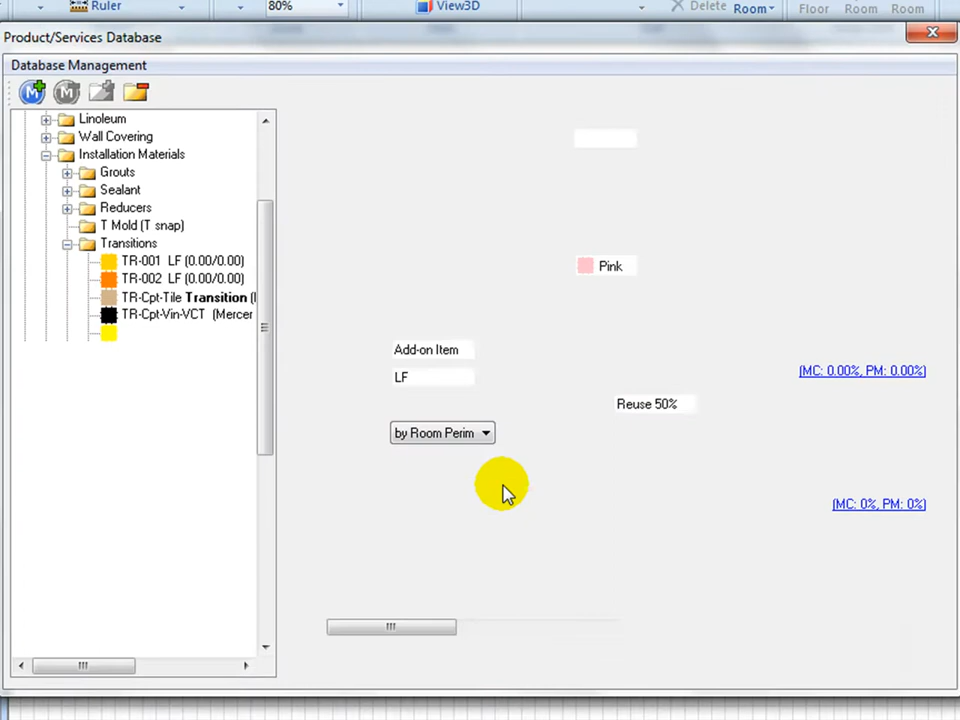 Ruler
80%
View3D
Delete
Room
Floor
Room
Room
Product/Services Database
Database Management
M
M
Linoleum
Wall Covering
Installation Materials
Grouts
Sealant
Reducers
T Mold (T snap)
Transitions
TR-001 LF (0.00/0.00)
TR-002 LF (0.00/0.00)
TR-Cpt-Tile Transition (
TR-Cpt-Vin-VCT (Mercer
Pink
Add-on Item
LF
(MC: 0.00%, PM: 0.00%)
Reuse 50%
by Room Perim
(MC: 0%, PM: 0%)